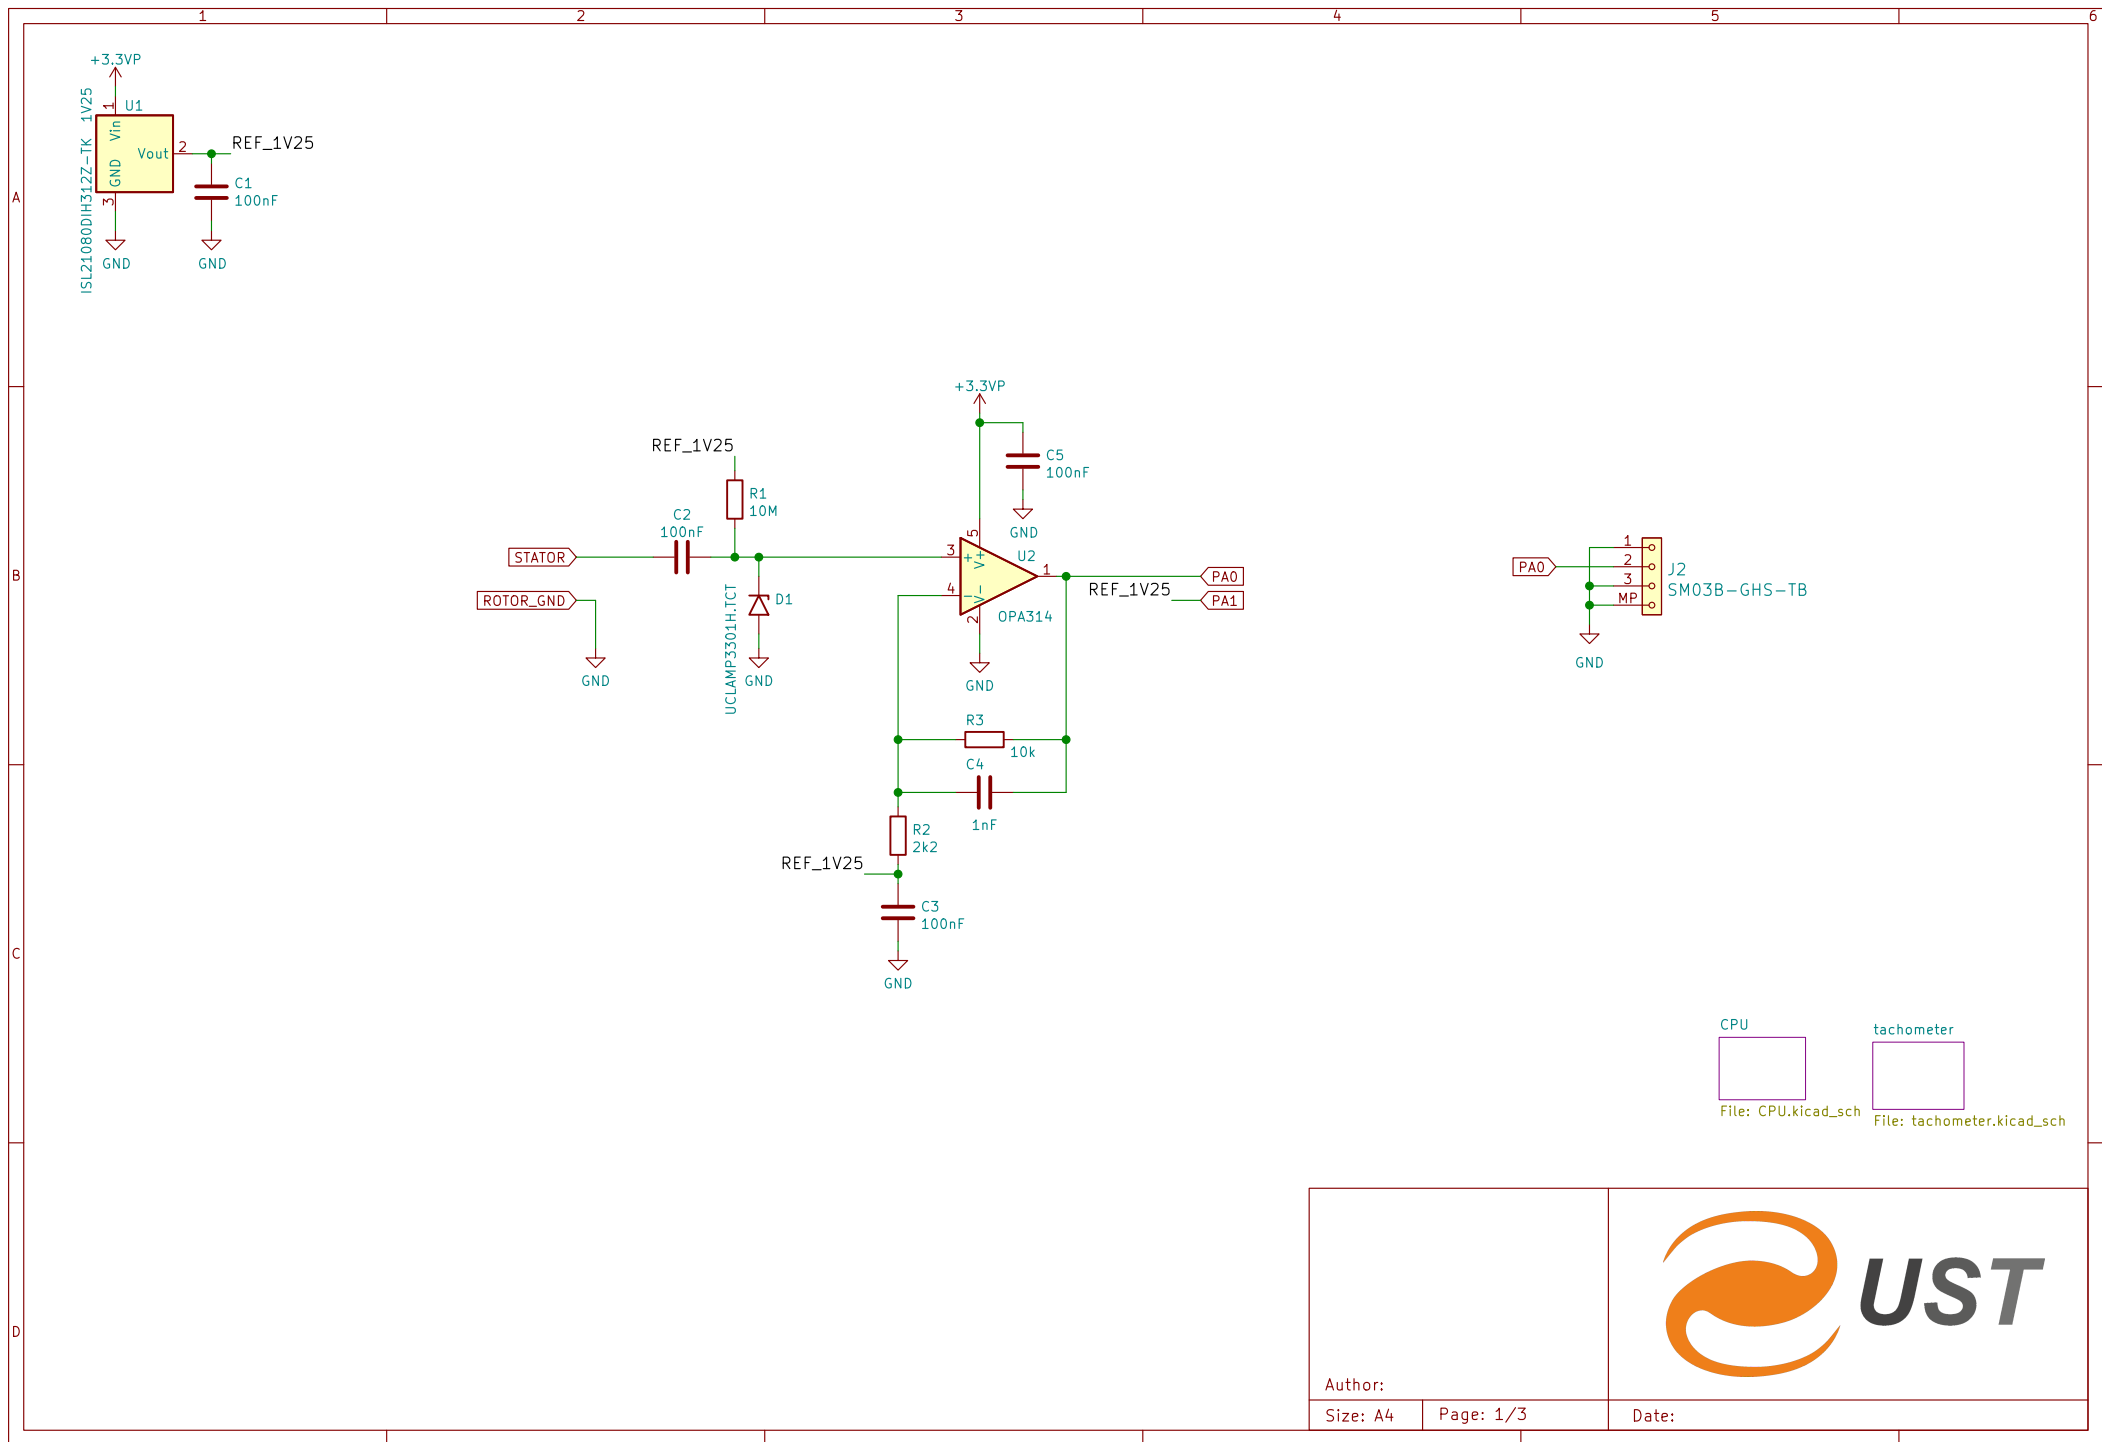 1 2 3 4 5 6
A
B
C
D
+3.3VP
U1
1
Vin
GND
Vout
2
3
ISL21080DIH312Z-TK 1V25
REF_1V25
C1
100nF
GND
GND
+3.3VP
C5
100nF
GND
REF_1V25
R1
10M
C2
100nF
STATOR
ROTOR_GND
GND
UCLAMP3301H.TCT
D1
GND
3
4
5
2
1
+
-
V+
V-
U2
OPA314
GND
REF_1V25
PA0
PA1
R3
10k
C4
1nF
R2
2k2
REF_1V25
C3
100nF
GND
PA0
1
2
3
MP
J2
SM03B-GHS-TB
GND
CPU
File: CPU.kicad_sch
tachometer
File: tachometer.kicad_sch
UST
Author:
Size: A4
Page: 1/3
Date: